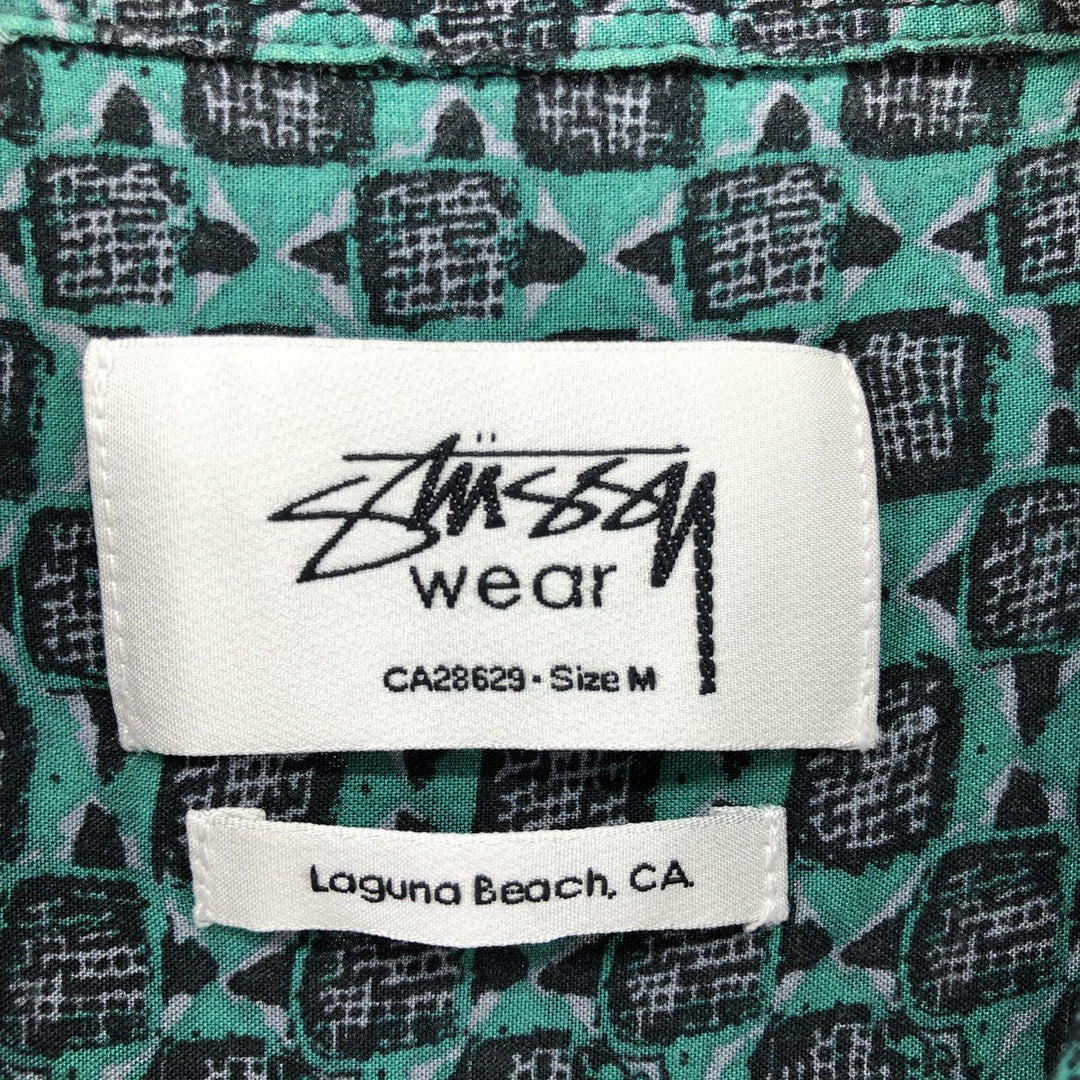 Stüssy
wear
CA28629 • Size M
Laguna Beach, CA.